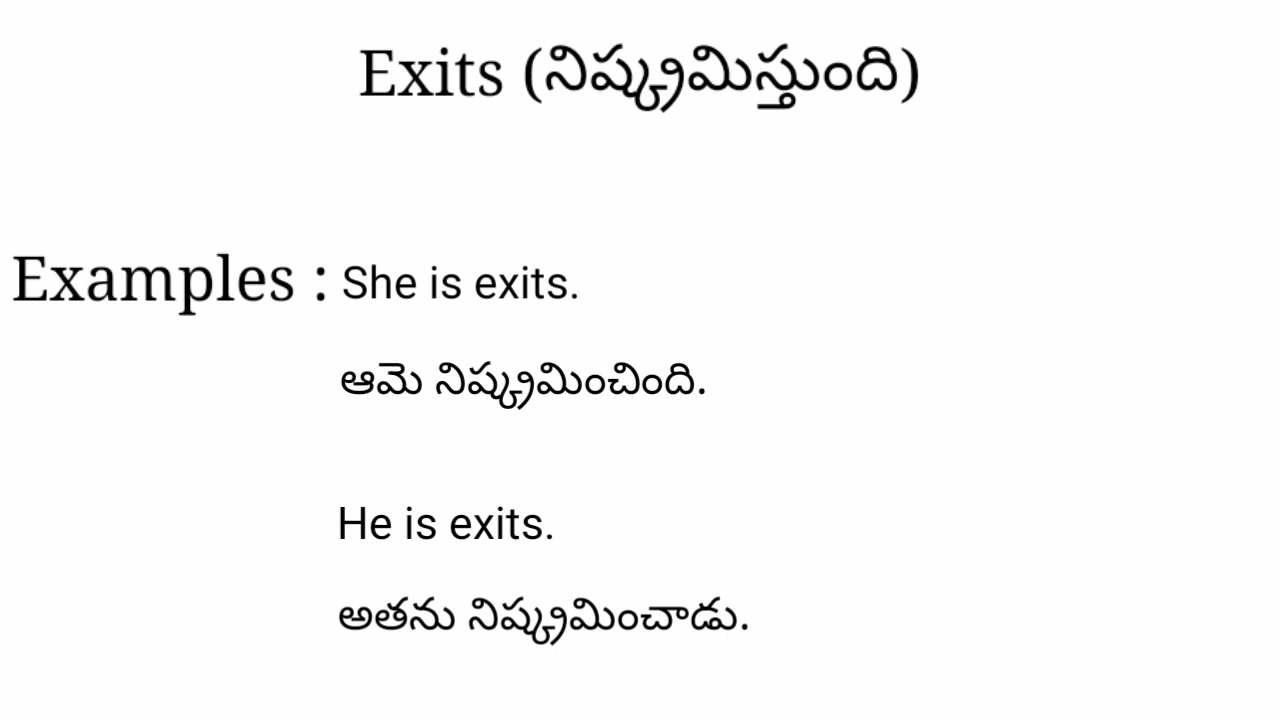 Exits (నిష్క్రమిస్తుంది)
Examples : She is exits.
ఆమె నిష్క్రమించింది.
He is exits.
అతను నిష్క్రమించాడు.